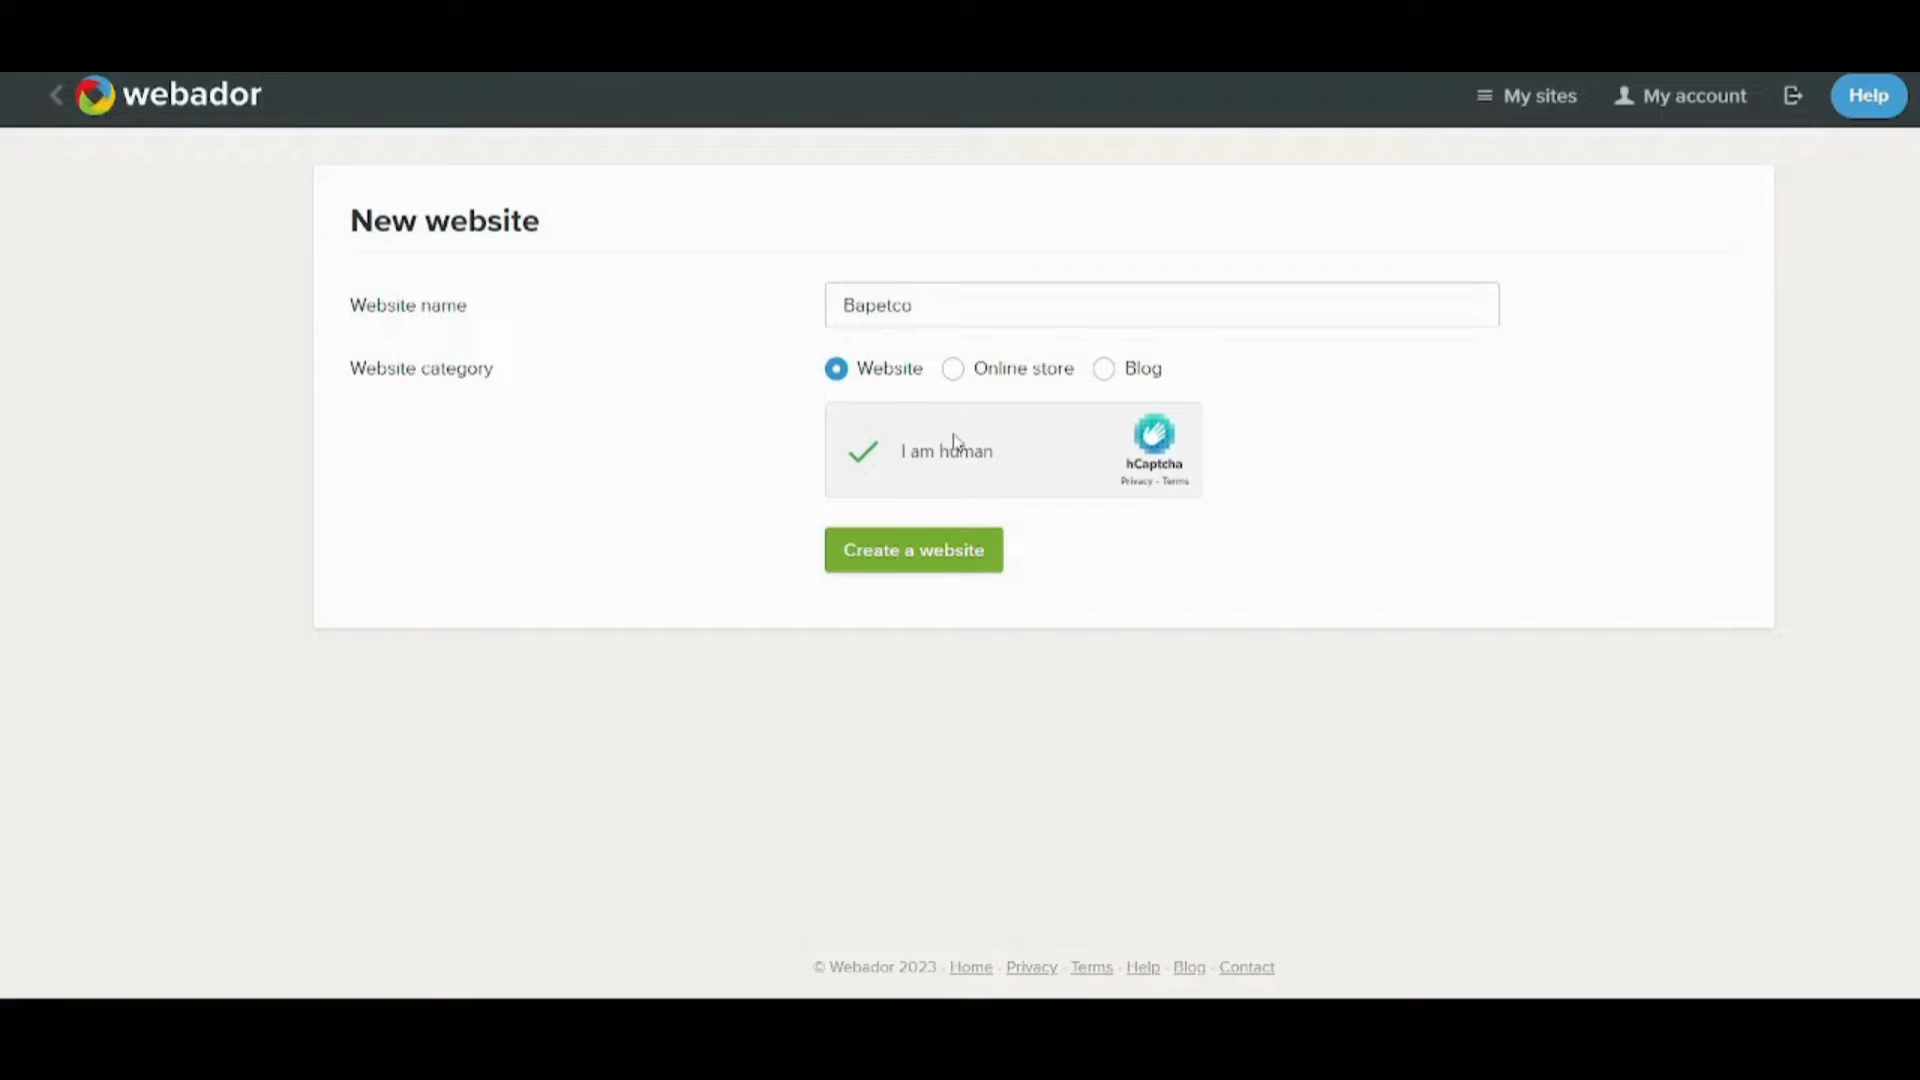 webador
My sites My account Help
New website
Website name Bapetco
Website category Website Online store Blog
I am human
hCaptcha
Privacy - Terms
Create a website
© Webador 2023 - Home - Privacy - Terms - Help - Blog - Contact